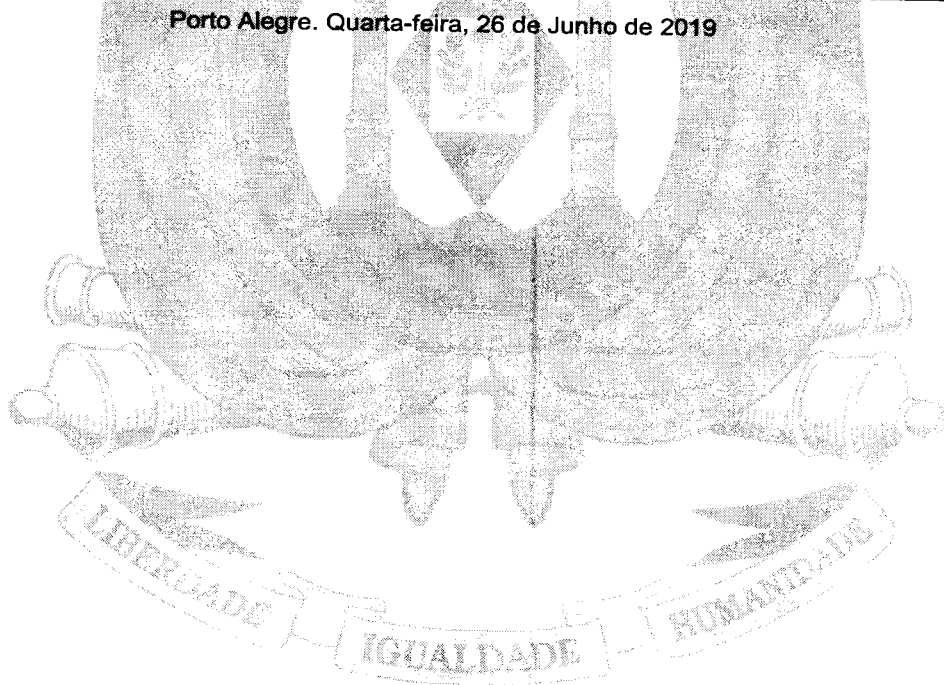 Porto Alegre. Quarta-feira, 26 de Junho de 2019
LIBERDADE
IGUALDADE
HUMANIDADE